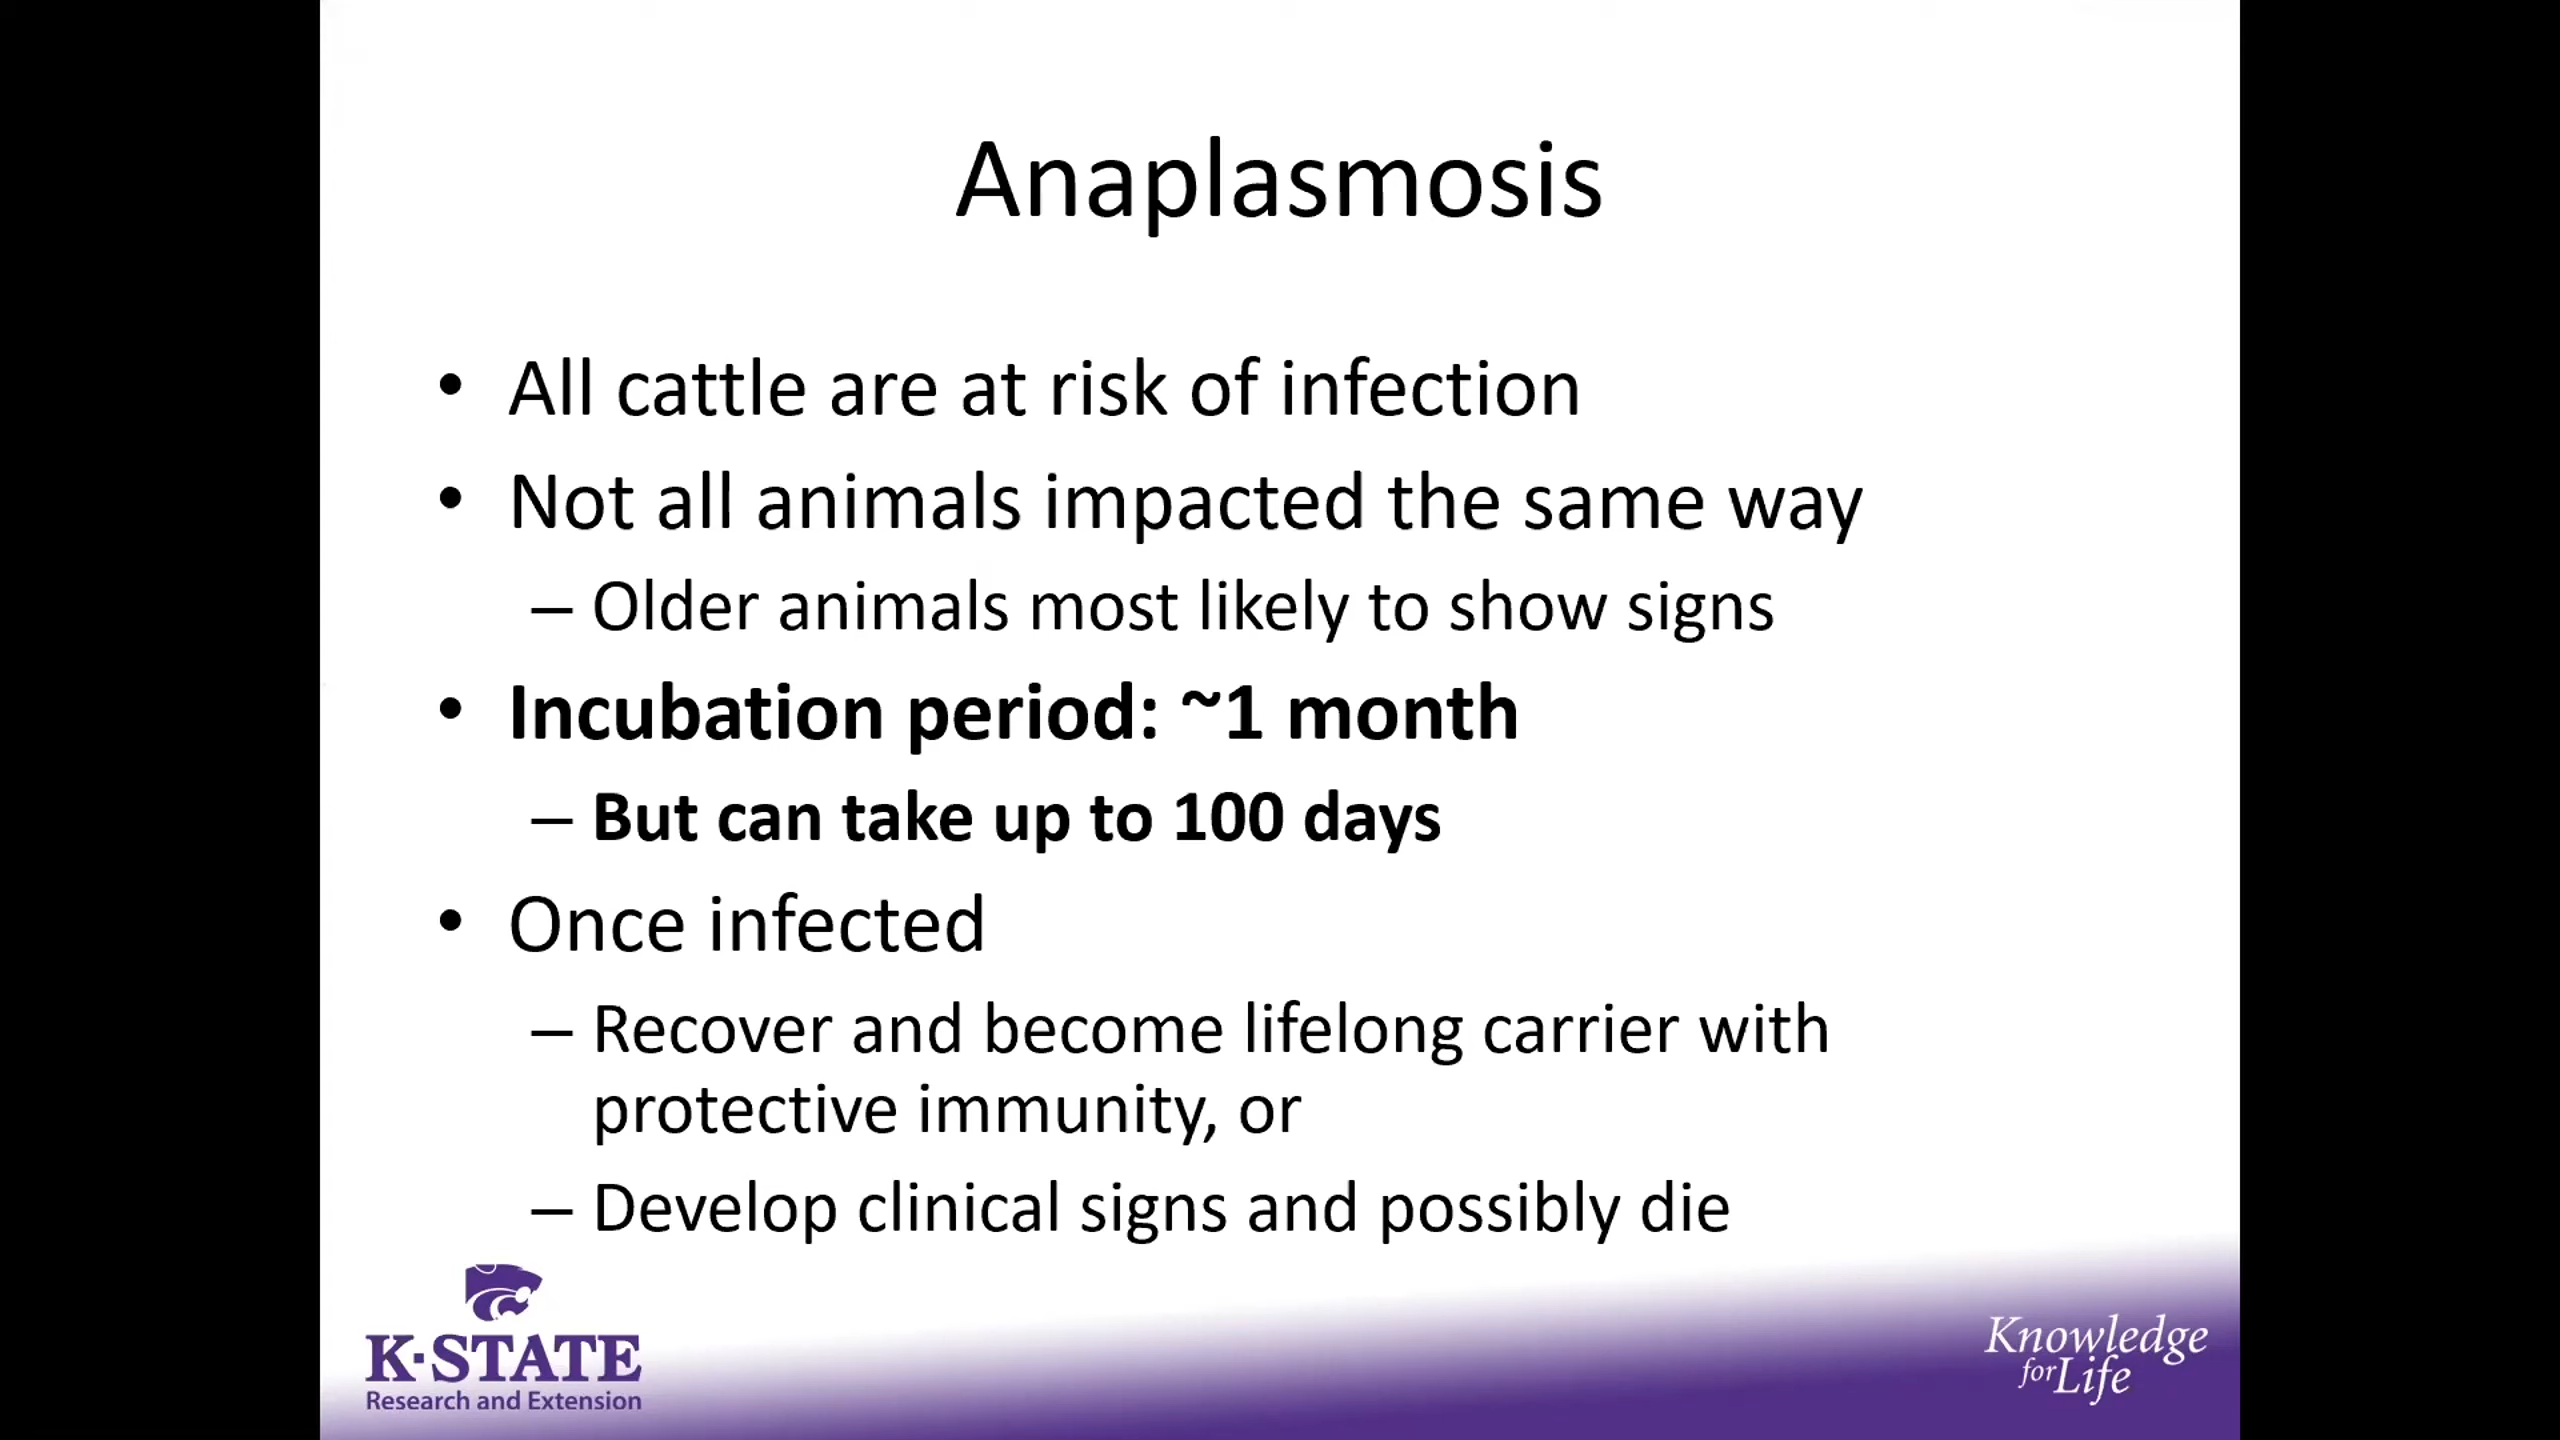 Anaplasmosis
• All cattle are at risk of infection
• Not all animals impacted the same way
– Older animals most likely to show signs
• Incubation period: ~1 month
– But can take up to 100 days
• Once infected
– Recover and become lifelong carrier with
protective immunity, or
– Develop clinical signs and possibly die
K-STATE
Research and Extension
Knowledge
for Life